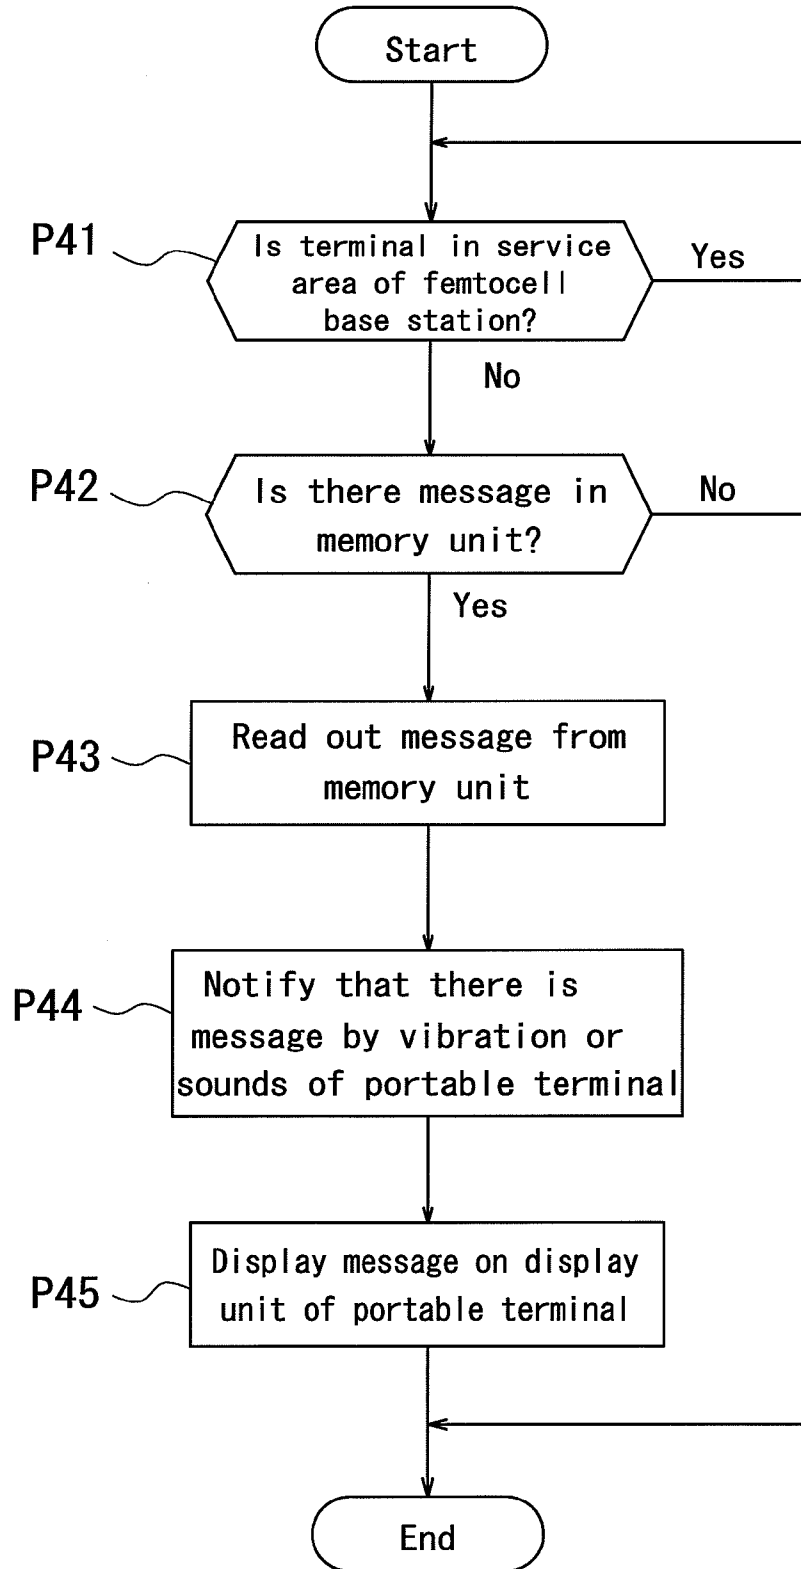 Start
P41
Is terminal in service
area of femtocell
base station?
Yes
No
P42
Is there message in
memory unit?
No
Yes
P43
Read out message from
memory unit
P44
Notify that there is
message by vibration or
sounds of portable terminal
P45
Display message on display
unit of portable terminal
End